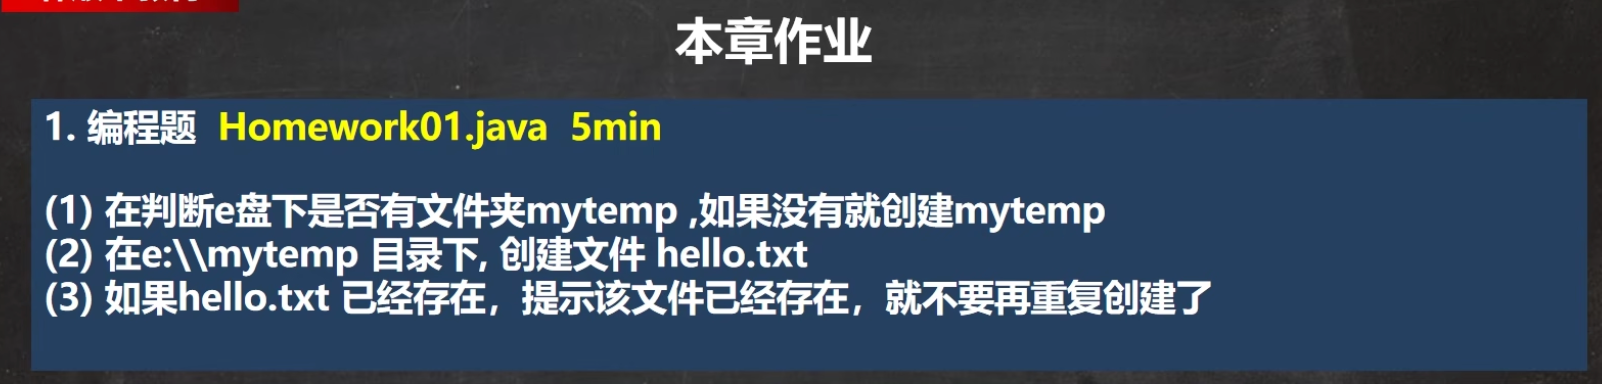 本章作业
1. 编程题 Homework01.java 5min
(1) 在判断e盘下是否有文件夹mytemp ,如果没有就创建mytemp
(2) 在e:\\mytemp 目录下, 创建文件 hello.txt
(3) 如果hello.txt 已经存在，提示该文件已经存在，就不要再重复创建了